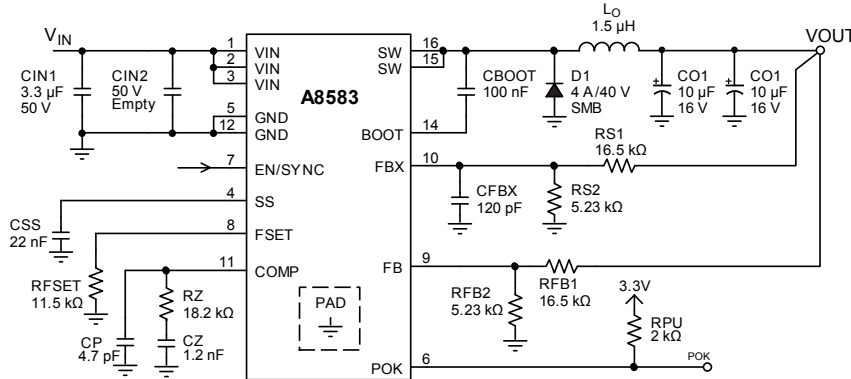 LO
1.5 µH
VIN
VOUT
1
2
3
VIN
VIN
VIN
SW
SW
16
15
CIN1
3.3 µF
50 V
CIN2
50 V
Empty
A8583
CBOOT
100 nF
D1
4 A/40 V
SMB
CO1
10 µF
16 V
CO1
10 µF
16 V
5
12
GND
GND
BOOT
14
RS1
16.5 kΩ
7
EN/SYNC
FBX
10
4
SS
CFBX
120 pF
RS2
5.23 kΩ
CSS
22 nF
8
FSET
11
COMP
FB
9
RFSET
11.5 kΩ
RZ
18.2 kΩ
PAD
RFB2
5.23 kΩ
RFB1
16.5 kΩ
3.3V
RPU
2 kΩ
CP
4.7 pF
CZ
1.2 nF
POK
6
POK